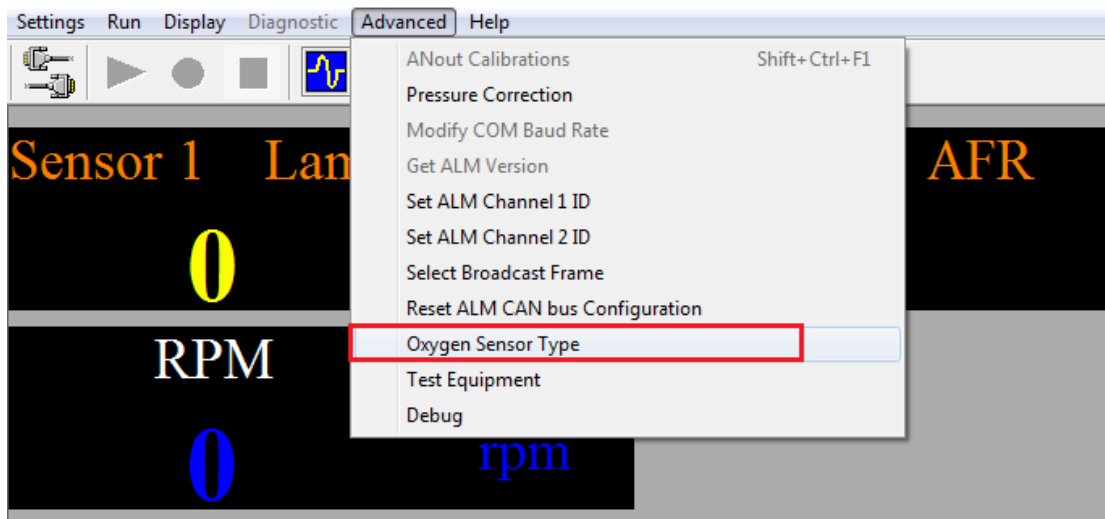 Settings Run Display Diagnostic Advanced Help
ANout Calibrations Shift+Ctrl+F1
Pressure Correction
Modify COM Baud Rate
Get ALM Version
Set ALM Channel 1 ID
Set ALM Channel 2 ID
Select Broadcast Frame
Reset ALM CAN bus Configuration
Oxygen Sensor Type
Test Equipment
Debug
Sensor 1 Lam AFR
0
RPM
0 rpm